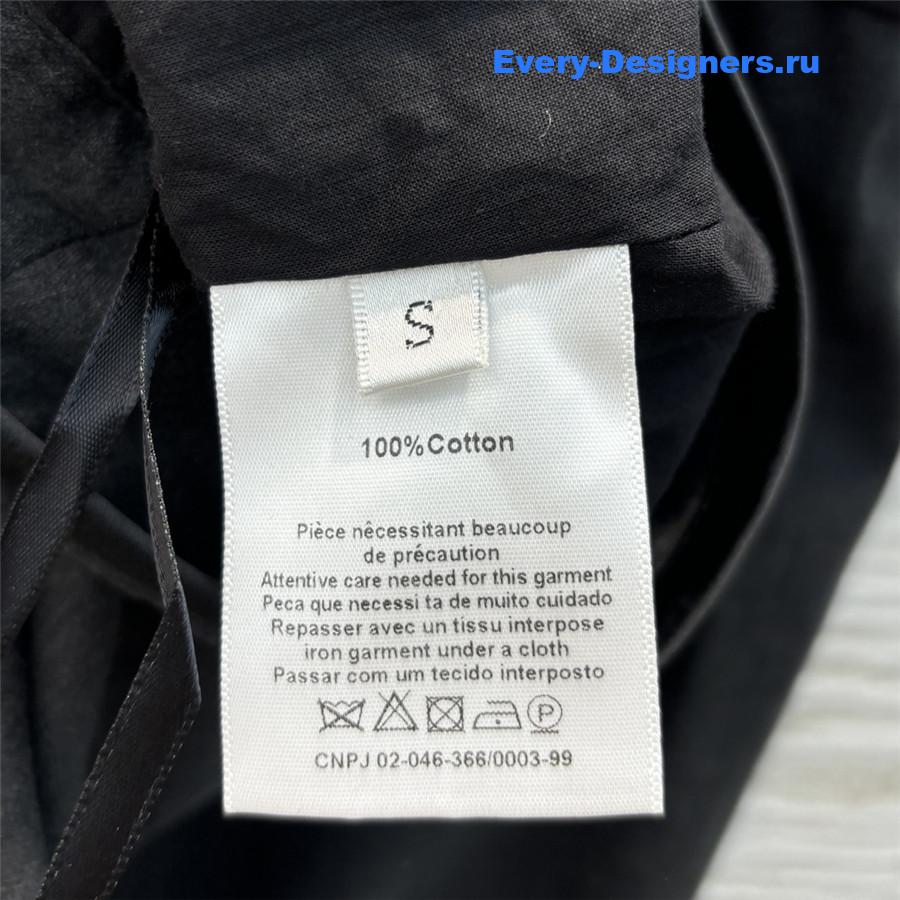 Every-Designers.ru
S
100%Cotton
Pièce nêcessitant beaucoup
de précaution
Attentive care needed for this garment
Peca que necessi ta de muito cuidado
Repasser avec un tissu interpose
iron garment under a cloth
Passar com um tecido interposto
P
CNPJ 02-046-366/0003-99